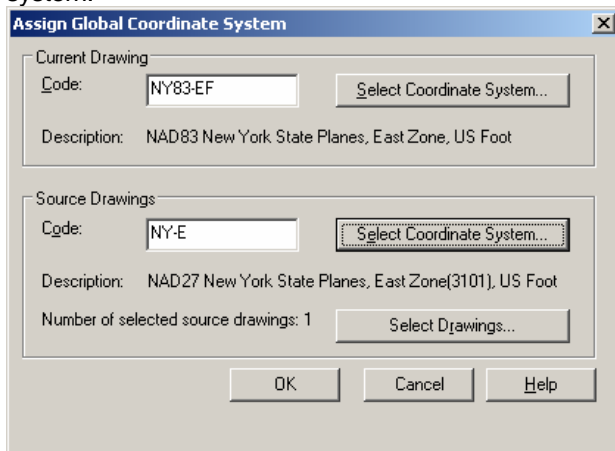 system.
Assign Global Coordinate System
Current Drawing
Code: NY83-EF Select Coordinate System...
Description: NAD83 New York State Planes, East Zone, US Foot
Source Drawings
Code: NY-E Select Coordinate System...
Description: NAD27 New York State Planes, East Zone(3101), US Foot
Number of selected source drawings: 1 Select Drawings...
OK Cancel Help